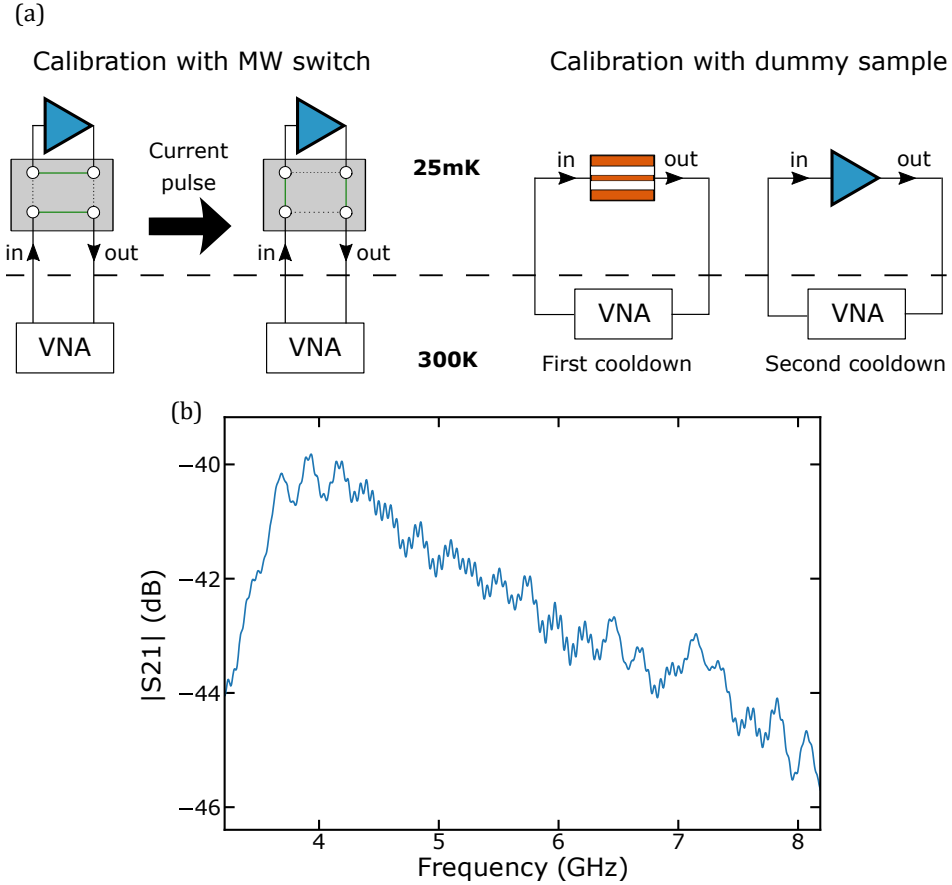 (a)
Calibration with MW switch
Calibration with dummy sample
Current
pulse
25mK
in
out
in
out
in
out
VNA
VNA
300K
VNA
First cooldown
VNA
Second cooldown
(b)
|S21| (dB)
−40
−42
−44
−46
4
5
6
7
8
Frequency (GHz)